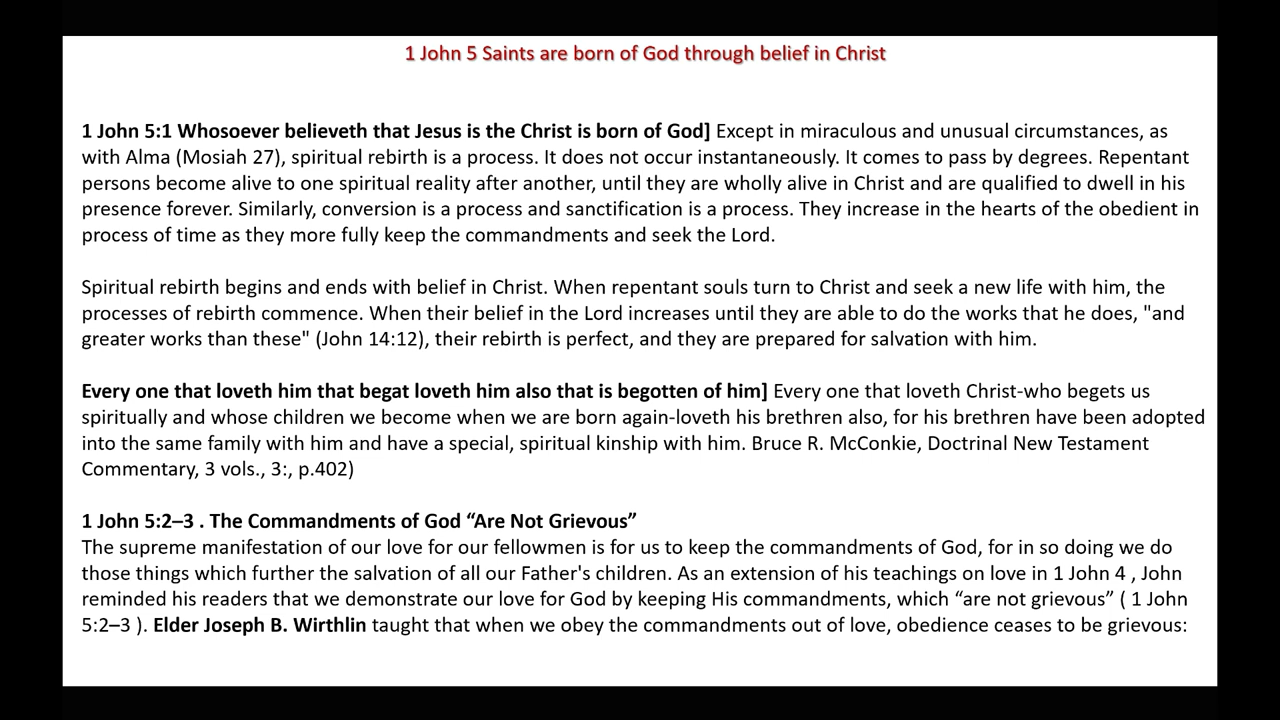 1 John 5 Saints are born of God through belief in Christ
1 John 5:1 Whosoever believeth that Jesus is the Christ is born of God] Except in miraculous and unusual circumstances, as
with Alma (Mosiah 27), spiritual rebirth is a process. It does not occur instantaneously. It comes to pass by degrees. Repentant
persons become alive to one spiritual reality after another, until they are wholly alive in Christ and are qualified to dwell in his
presence forever. Similarly, conversion is a process and sanctification is a process. They increase in the hearts of the obedient in
process of time as they more fully keep the commandments and seek the Lord.
Spiritual rebirth begins and ends with belief in Christ. When repentant souls turn to Christ and seek a new life with him, the
processes of rebirth commence. When their belief in the Lord increases until they are able to do the works that he does, "and
greater works than these" (John 14:12), their rebirth is perfect, and they are prepared for salvation with him.
Every one that loveth him that begat loveth him also that is begotten of him] Every one that loveth Christ-who begets us
spiritually and whose children we become when we are born again-loveth his brethren also, for his brethren have been adopted
into the same family with him and have a special, spiritual kinship with him. Bruce R. McConkie, Doctrinal New Testament
Commentary, 3 vols., 3:, p.402)
1 John 5:2–3 . The Commandments of God “Are Not Grievous”
The supreme manifestation of our love for our fellowmen is for us to keep the commandments of God, for in so doing we do
those things which further the salvation of all our Father's children. As an extension of his teachings on love in 1 John 4 , John
reminded his readers that we demonstrate our love for God by keeping His commandments, which “are not grievous” ( 1 John
5:2–3 ). Elder Joseph B. Wirthlin taught that when we obey the commandments out of love, obedience ceases to be grievous: